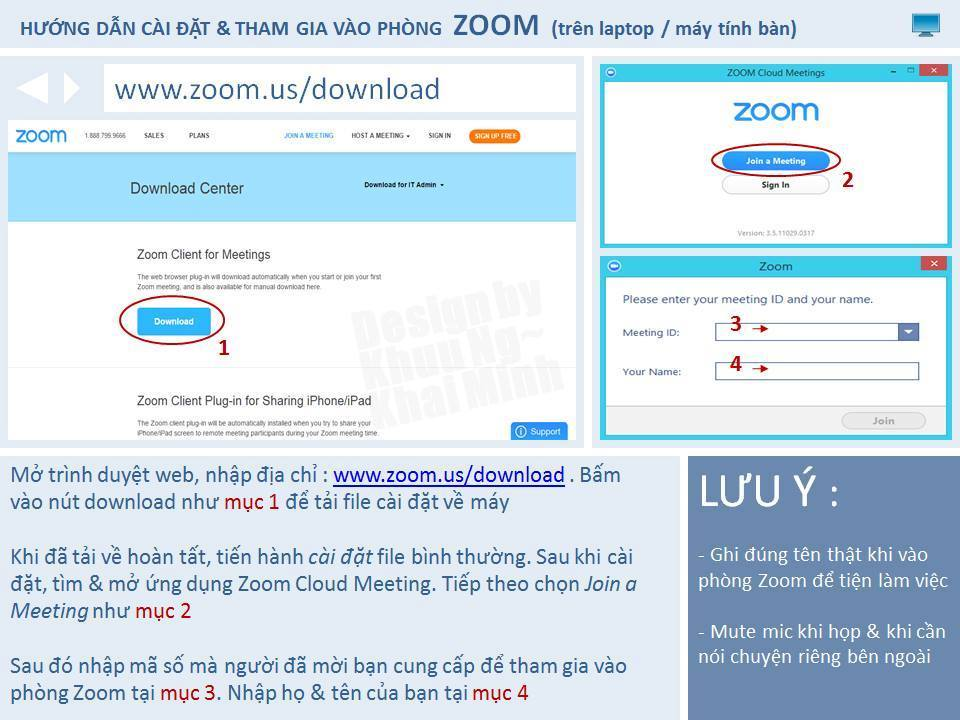 HƯỚNG DẪN CÀI ĐẶT & THAM GIA VÀO PHÒNG ZOOM (trên laptop / máy tính bàn)
www.zoom.us/download
zoom 1.888.799.9666 SALES PLANS JOIN A MEETING HOST A MEETING SIGN IN SIGN UP FREE
Download Center Download for IT Admin
Zoom Client for Meetings
The web browser plug-in will download automatically when you start or join your first
Zoom meeting, and is also available for manual download here.
Download
1
Zoom Client Plug-in for Sharing iPhone/iPad
The Zoom client plug-in will be automatically installed when you try to share your
iPhone/iPad screen to remote meeting participants during your Zoom meeting time.
Support
Design by
Khuu Ng~
Khai Minh
ZOOM Cloud Meetings
zoom
Join a Meeting
2
Sign In
Version: 3.5.11029.0317
Zoom
Please enter your meeting ID and your name.
Meeting ID: 3
Your Name: 4
Join
Mở trình duyệt web, nhập địa chỉ : www.zoom.us/download . Bấm
vào nút download như mục 1 để tải file cài đặt về máy
Khi đã tải về hoàn tất, tiến hành cài đặt file bình thường. Sau khi cài
đặt, tìm & mở ứng dụng Zoom Cloud Meeting. Tiếp theo chọn Join a
Meeting như mục 2
Sau đó nhập mã số mà người đã mời bạn cung cấp để tham gia vào
phòng Zoom tại mục 3. Nhập họ & tên của bạn tại mục 4
LƯU Ý :
- Ghi đúng tên thật khi vào
phòng Zoom để tiện làm việc
- Mute mic khi họp & khi cần
nói chuyện riêng bên ngoài